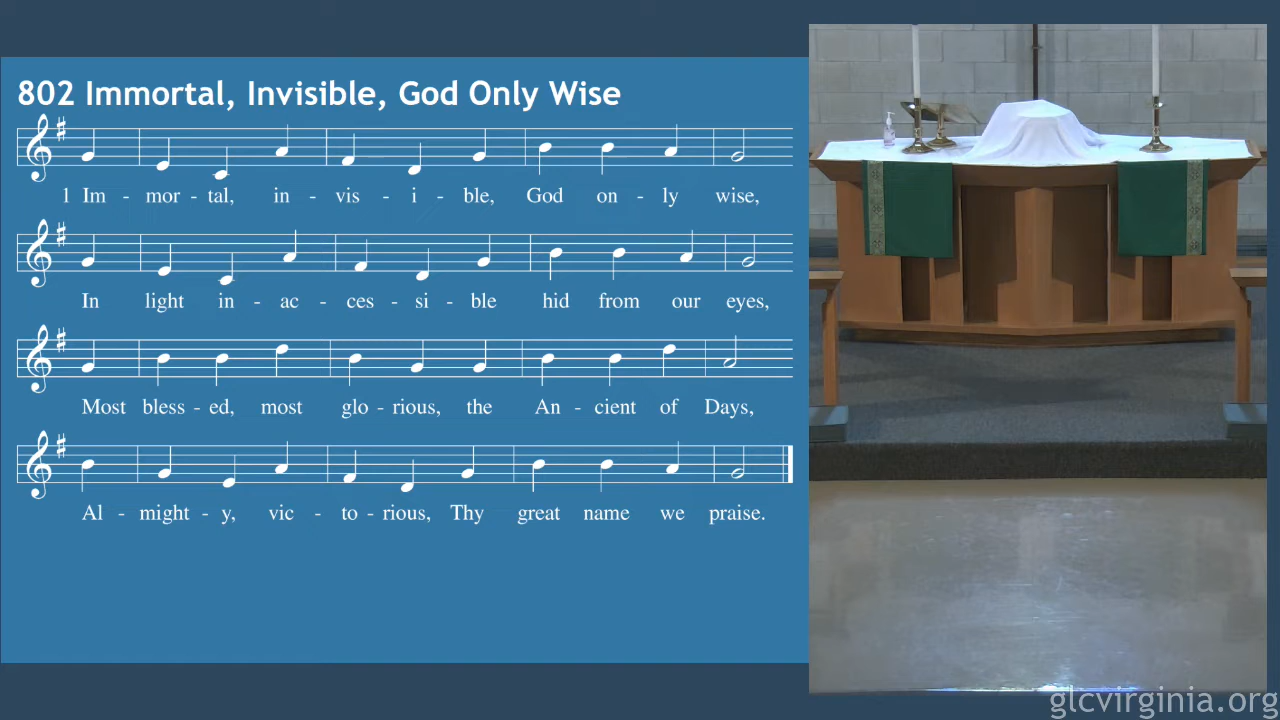 802 Immortal, Invisible, God Only Wise
1 Im - mor - tal, in - vis - i - ble, God on - ly wise,
In light in - ac - ces - si - ble hid from our eyes,
Most bless - ed, most glo - rious, the An - cient of Days,
Al - might - y, vic - to - rious, Thy great name we praise.
glcvirginia.org